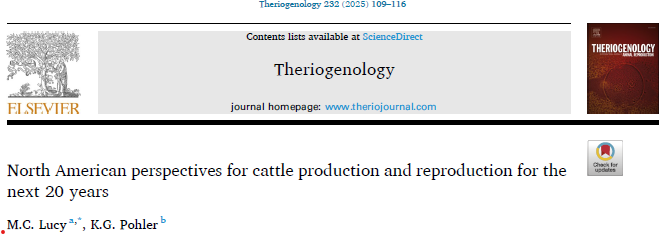 Theriogenology 232 (2025) 109–116
Contents lists available at ScienceDirect
Theriogenology
journal homepage: www.theriojournal.com
ELSEVIER
THERIOGENOLOGY
ANIMAL REPRODUCTION
Check for
updates
North American perspectives for cattle production and reproduction for the
next 20 years
M.C. Lucy a,*, K.G. Pohler b